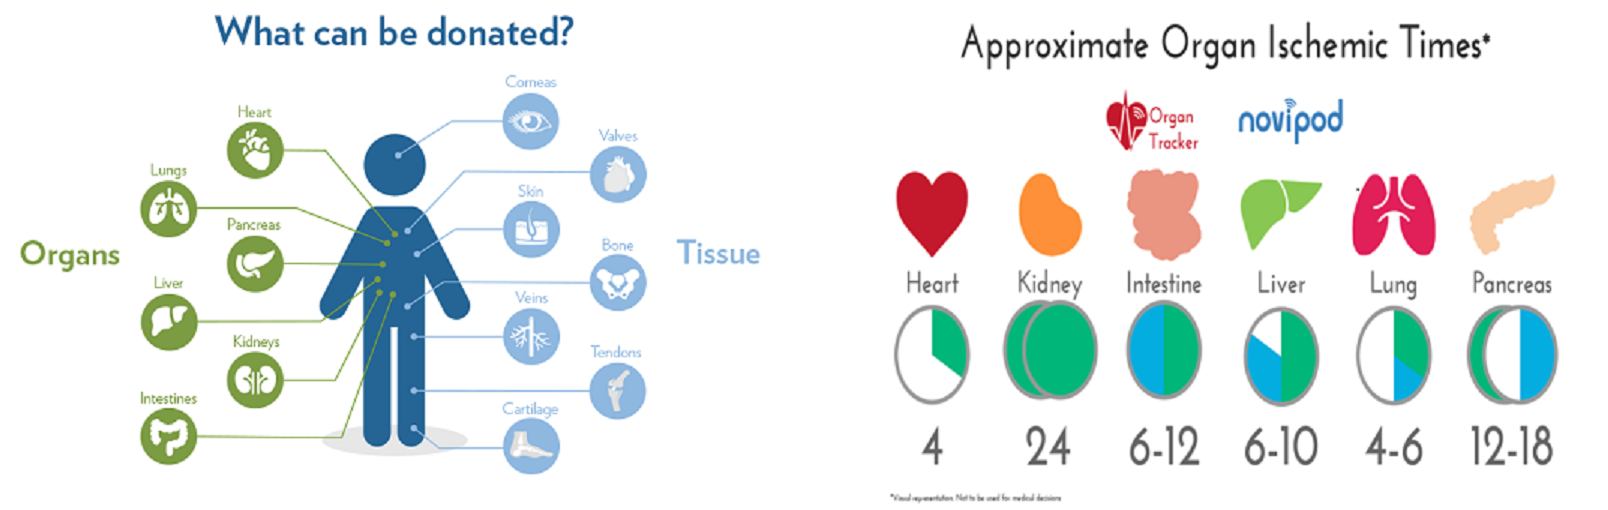 What can be donated?
Corneas
Heart
Valves
Lungs
Skin
Pancreas
Organs
Bone
Tissue
Liver
Veins
Kidneys
Tendons
Intestines
Cartilage
Approximate Organ Ischemic Times*
Organ
Tracker
novipod
Heart Kidney Intestine Liver Lung Pancreas
4 24 6-12 6-10 4-6 12-18
*Visual representation. Not to be used for medical decisions